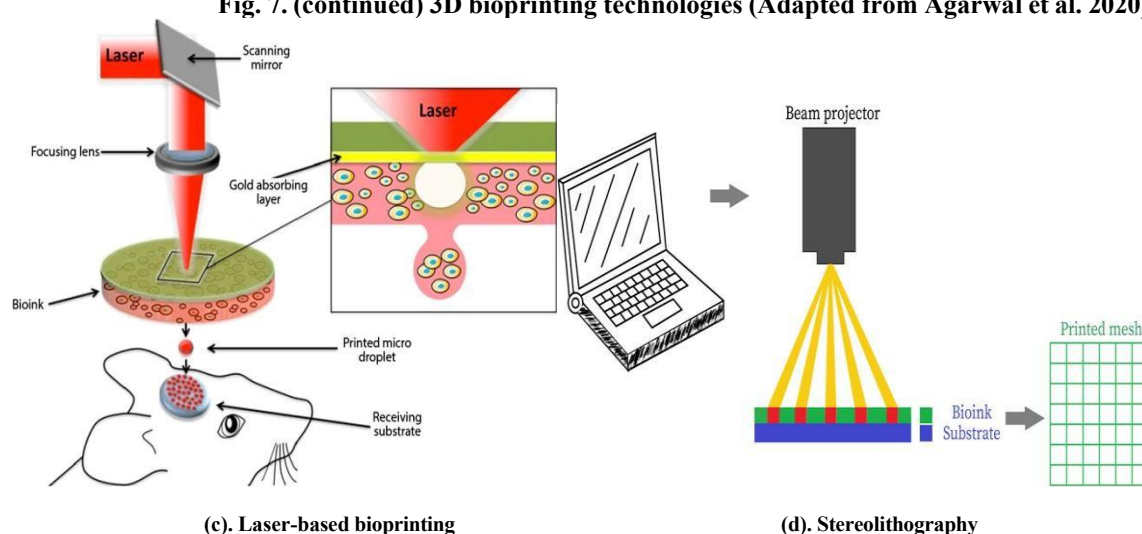 Fig. 7. (continued) 3D bioprinting technologies (Adapted from Agarwal et al. 2020)
Laser
Scanning
mirror
Focusing lens
Gold absorbing
layer
Laser
Bioink
Printed micro
droplet
Receiving
substrate
Beam projector
Bioink
Substrate
Printed mesh
(c). Laser-based bioprinting
(d). Stereolithography